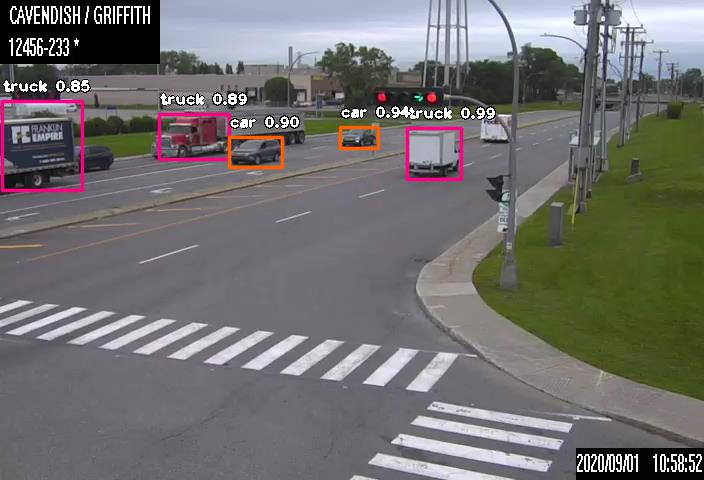 CAVENDISH / GRIFFITH
12456-233 *
truck 0.85
truck 0.89
car 0.90
car 0.94
truck 0.99
FE FRANKLIN
EMPIRE
2020/09/01 10:58:52